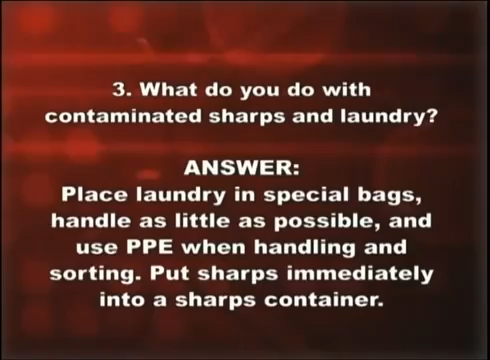 3. What do you do with
contaminated sharps and laundry?
ANSWER:
Place laundry in special bags,
handle as little as possible, and
use PPE when handling and
sorting. Put sharps immediately
into a sharps container.